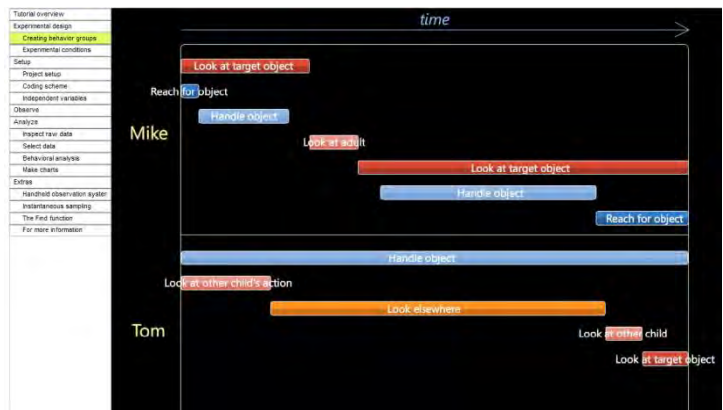 Tutorial overview
Experimental design
Creating behavior groups
Experimental conditions
Setup
Project setup
Coding scheme
Independent variables
Observe
Analyze
Inspect raw data
Select data
Behavioral analysis
Make charts
Extras
Handheld observation syster
Instantaneous sampling
The Find function
For more information
time
Mike
Look at target object
Reach for object
Handle object
Look at adult
Look at target object
Handle object
Reach for object
Tom
Handle object
Look at other child's action
Look elsewhere
Look at other child
Look at target object